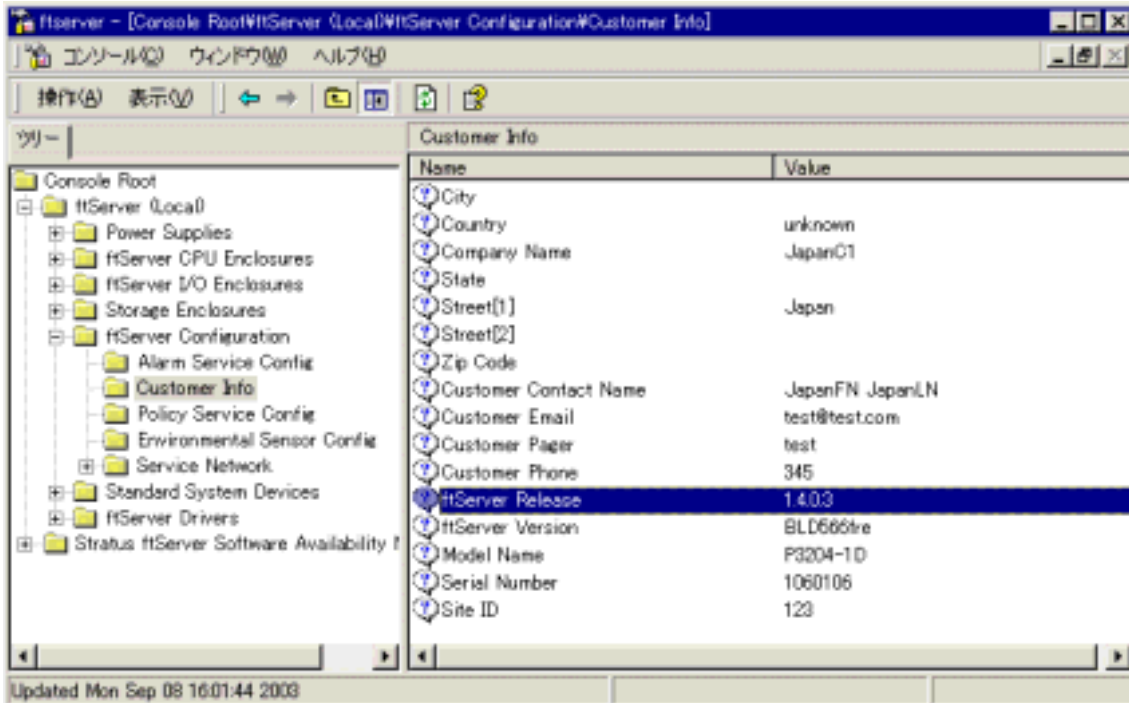 ftserver - [Console Root¥ftServer (Local)¥ftServer Configuration¥Customer Info]
コンソール(C) ウィンドウ(W) ヘルプ(H)
操作(A) 表示(V)
ツリー
Console Root
ftServer (Local)
Power Supplies
ftServer CPU Enclosures
ftServer I/O Enclosures
Storage Enclosures
ftServer Configuration
Alarm Service Config
Customer Info
Policy Service Config
Environmental Sensor Config
Service Network
Standard System Devices
ftServer Drivers
Stratus ftServer Software Availability
Customer Info
Name Value
City
Country unknown
Company Name JapanC1
State
Street[1] Japan
Street[2]
Zip Code
Customer Contact Name JapanFN JapanLN
Customer Email test@test.com
Customer Pager test
Customer Phone 345
ftServer Release 1.4.0.3
ftServer Version BLD566fre
Model Name P3204-1D
Serial Number 1060106
Site ID 123
Updated Mon Sep 08 16:01:44 2003